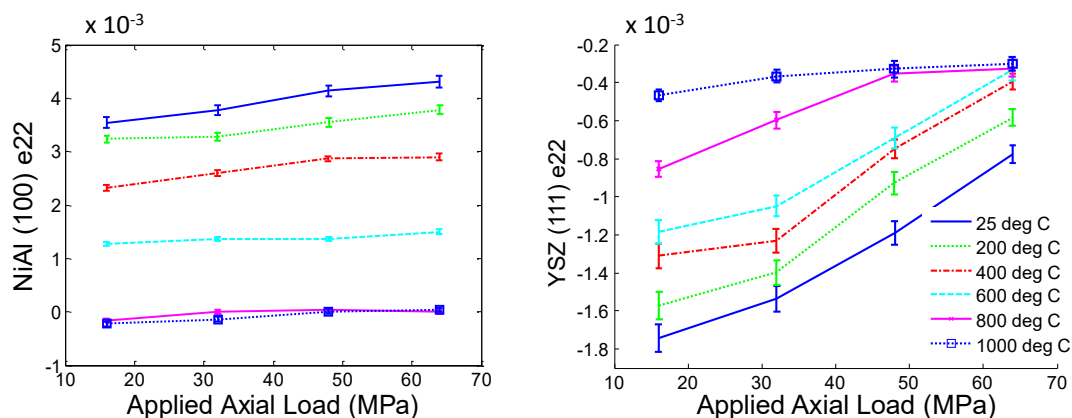 x 10-3
5
4
3
2
1
0
-1
10 20 30 40 50 60 70
NiAl (100) e22
Applied Axial Load (MPa)
x 10-3
-0.2
-0.4
-0.6
-0.8
-1
-1.2
-1.4
-1.6
-1.8
10 20 30 40 50 60 70
YSZ (111) e22
Applied Axial Load (MPa)
25 deg C
200 deg C
400 deg C
600 deg C
800 deg C
1000 deg C